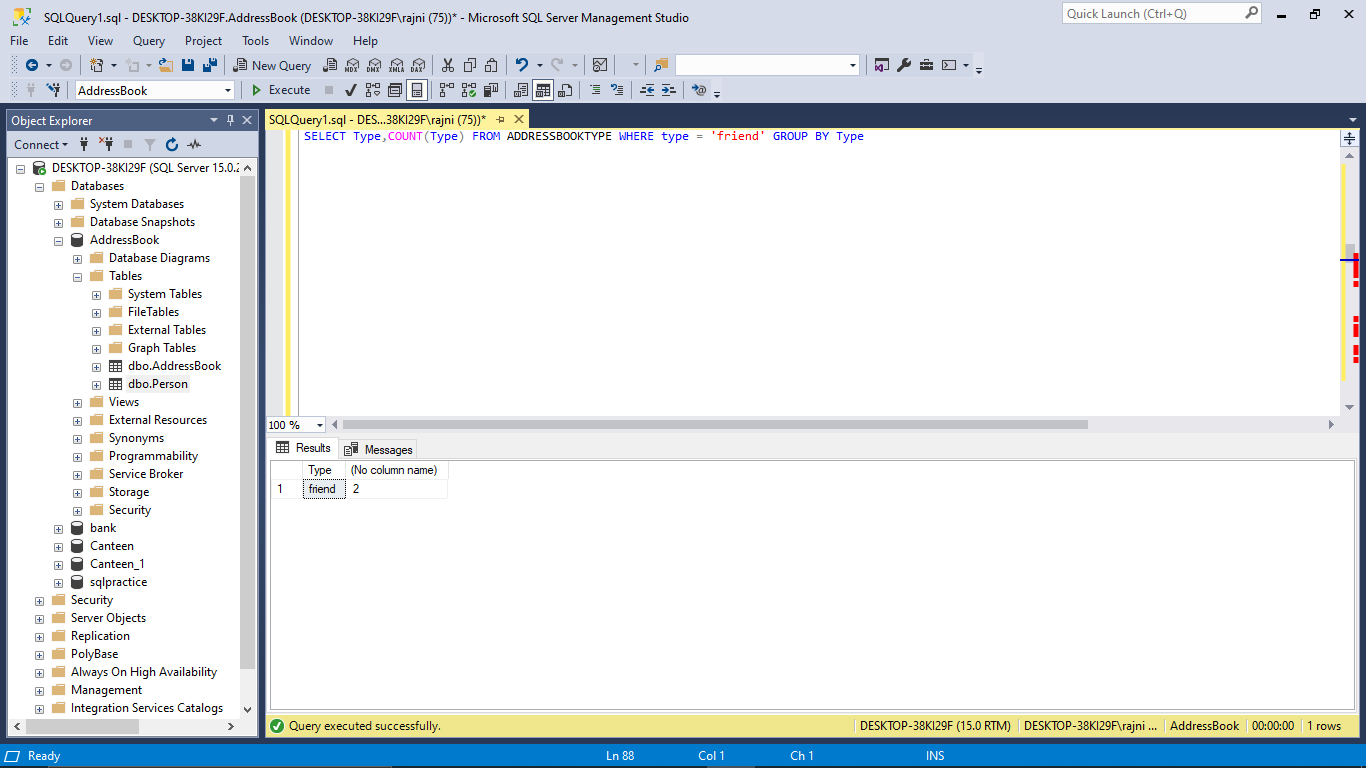 SQLQuery1.sql - DESKTOP-38KI29F.AddressBook (DESKTOP-38KI29F\rajni (75))* - Microsoft SQL Server Management Studio
Quick Launch (Ctrl+Q)
File Edit View Query Project Tools Window Help
New Query MDX DMX XMLA DAX
AddressBook Execute
Object Explorer
Connect
DESKTOP-38KI29F (SQL Server 15.0.2
Databases
System Databases
Database Snapshots
AddressBook
Database Diagrams
Tables
System Tables
FileTables
External Tables
Graph Tables
dbo.AddressBook
dbo.Person
Views
External Resources
Synonyms
Programmability
Service Broker
Storage
Security
bank
Canteen
Canteen_1
sqlpractice
Security
Server Objects
Replication
PolyBase
Always On High Availability
Management
Integration Services Catalogs
SQLQuery1.sql - DES...38KI29F\rajni (75))*
SELECT Type,COUNT(Type) FROM ADDRESSBOOKTYPE WHERE type = 'friend' GROUP BY Type
100 %
Results Messages
Type (No column name)
1 friend 2
Query executed successfully. DESKTOP-38KI29F (15.0 RTM) DESKTOP-38KI29F\rajni ... AddressBook 00:00:00 1 rows
Ready Ln 88 Col 1 Ch 1 INS